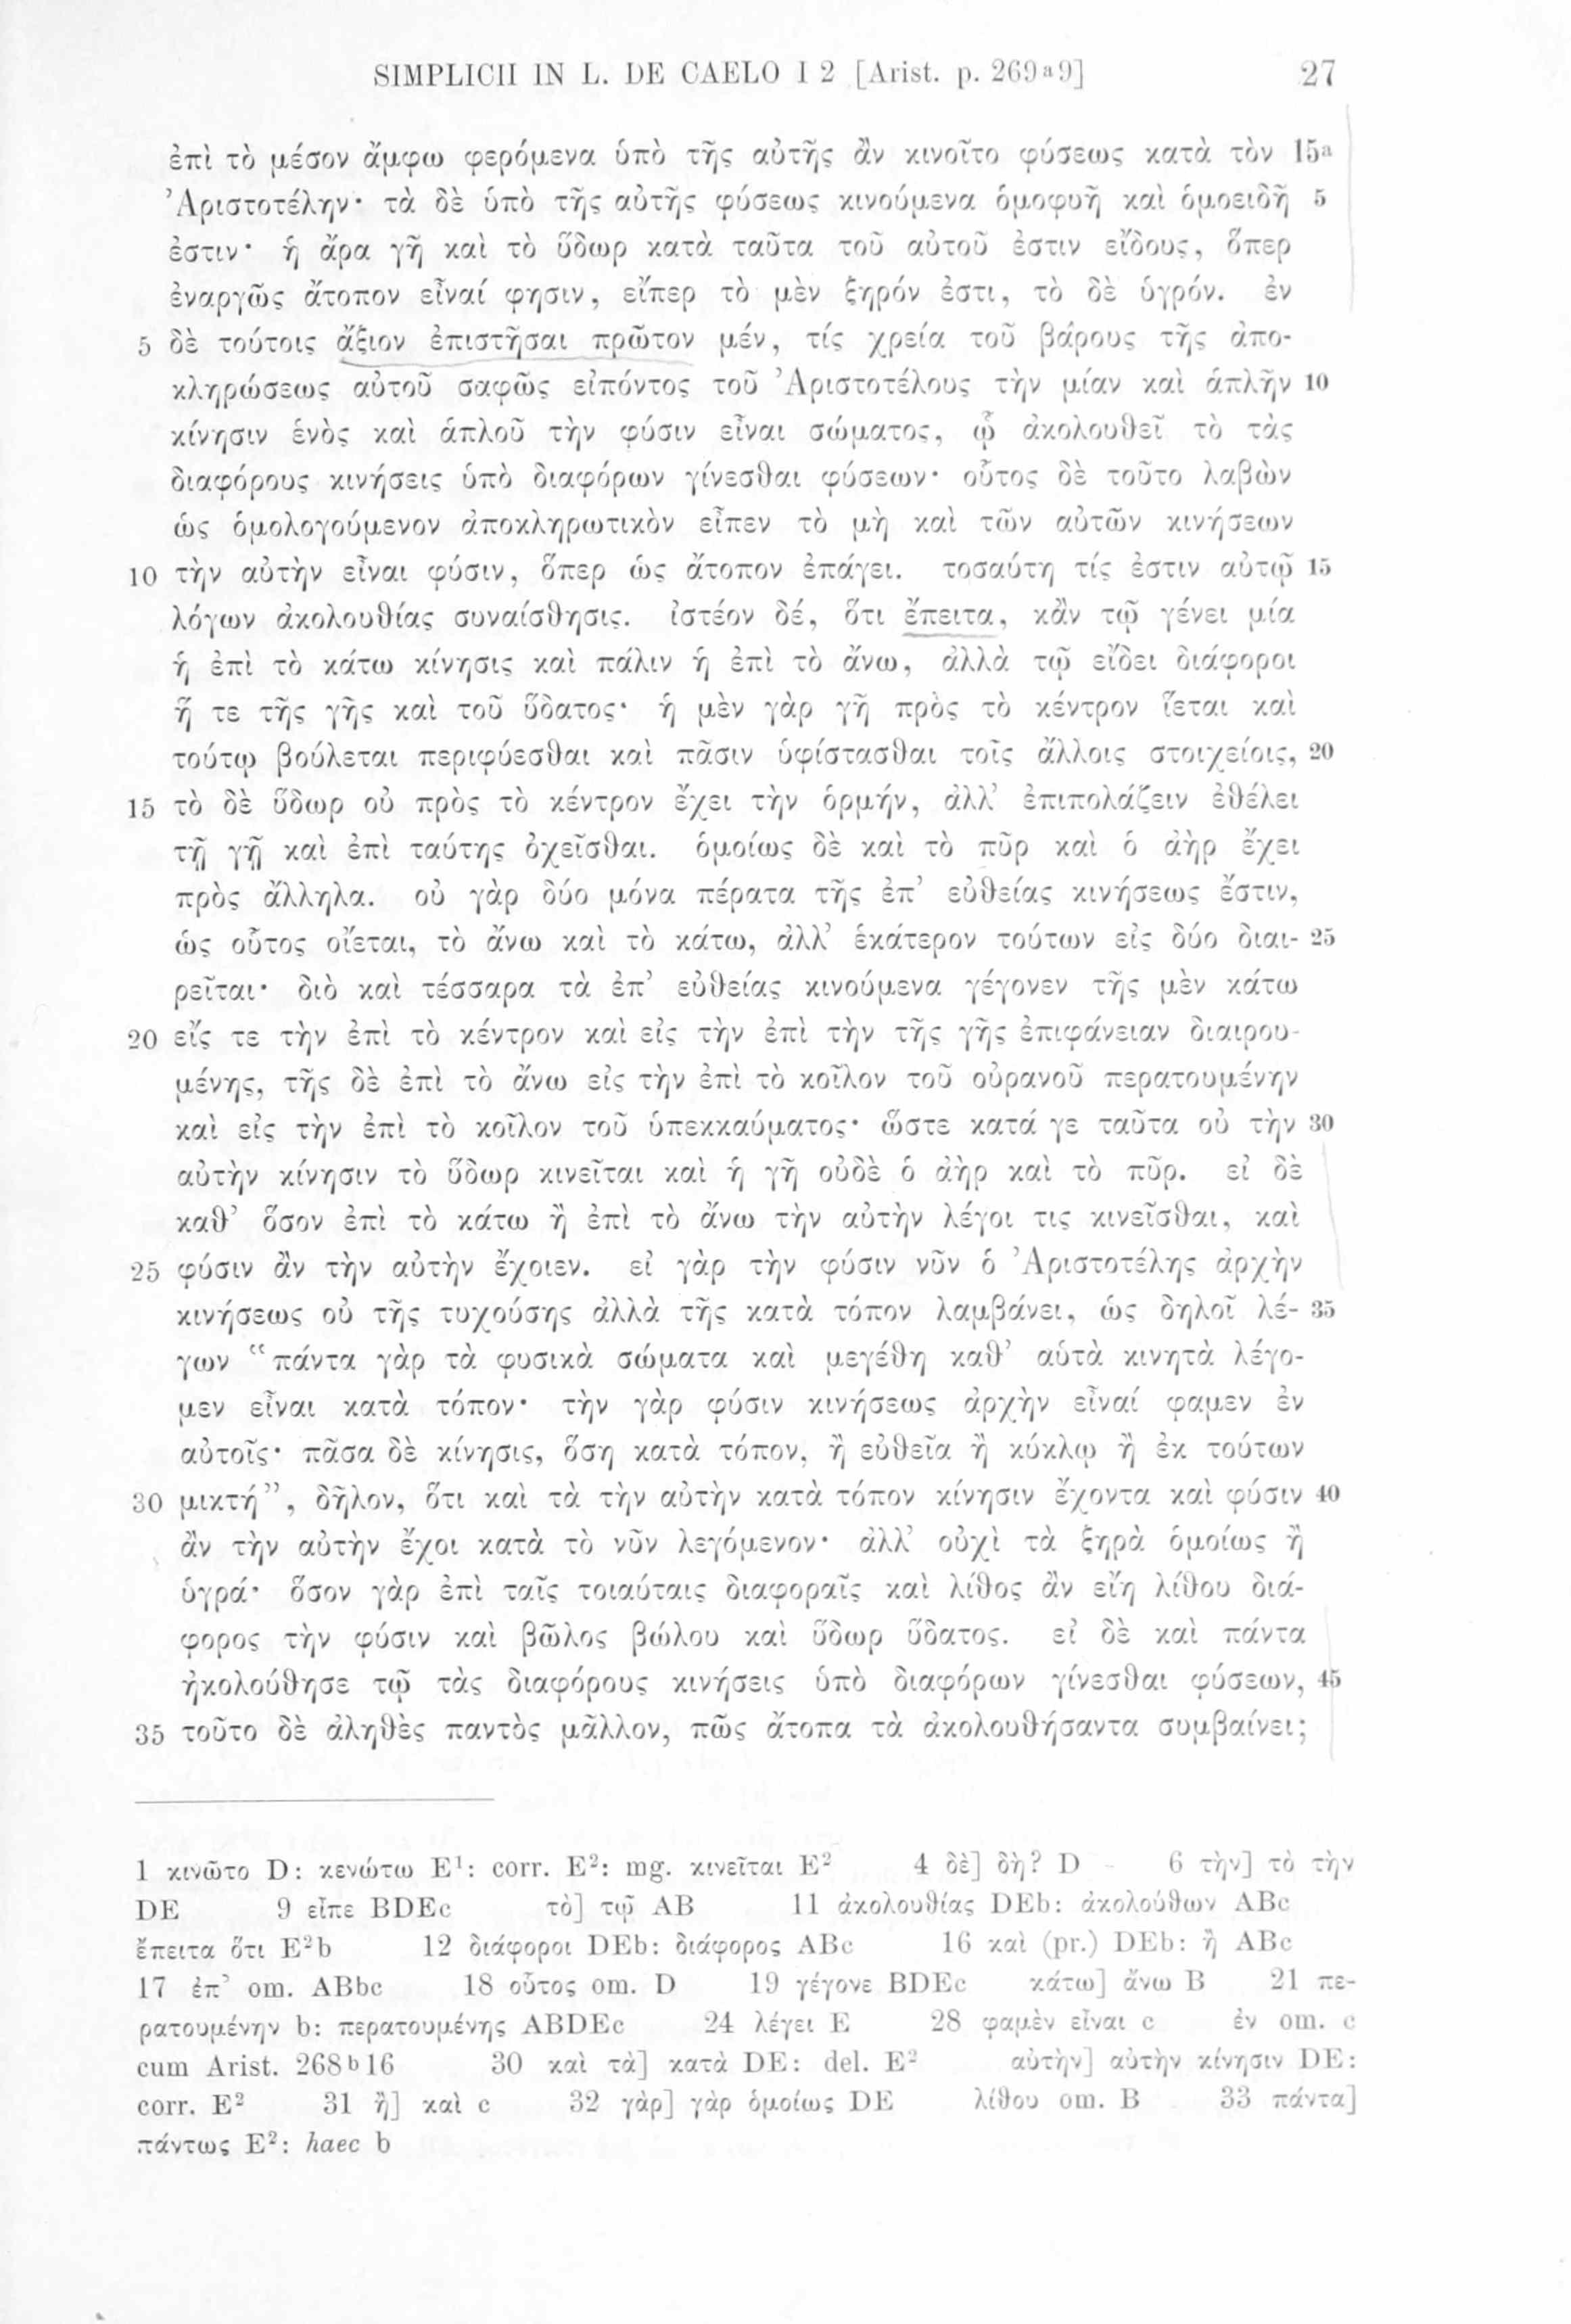 SIMPLICII IN L. DE CAELO I 2 [Arist. p. 269ᵃ9] 27
ἐπὶ τὸ μέσον ἄμφω φερόμενα ὑπὸ τῆς αὐτῆς ἂν κινοῖτο φύσεως κατὰ τὸν 15ᵃ
Ἀριστοτέλην· τὰ δὲ ὑπὸ τῆς αὐτῆς φύσεως κινούμενα ὁμοφυῆ καὶ ὁμοειδῆ 5
ἐστιν· ἡ ἄρα γῆ καὶ τὸ ὕδωρ κατὰ ταῦτα τοῦ αὐτοῦ ἐστιν εἴδους, ὅπερ
ἐναργῶς ἄτοπον εἶναί φησιν, εἴπερ τὸ μὲν ξηρόν ἐστι, τὸ δὲ ὑγρόν. ἐν
5 δὲ τούτοις ἄξιον ἐπιστῆσαι πρῶτον μέν, τίς χρεία τοῦ βάρους τῆς ἀπο-
κληρώσεως αὐτοῦ σαφῶς εἰπόντος τοῦ Ἀριστοτέλους τὴν μίαν καὶ ἁπλῆν 10
κίνησιν ἑνὸς καὶ ἁπλοῦ τὴν φύσιν εἶναι σώματος, ᾧ ἀκολουθεῖ τὸ τὰς
διαφόρους κινήσεις ὑπὸ διαφόρων γίνεσθαι φύσεων· οὗτος δὲ τοῦτο λαβὼν
ὡς ὁμολογούμενον ἀποκληρωτικὸν εἶπεν τὸ μὴ καὶ τῶν αὐτῶν κινήσεων
10 τὴν αὐτὴν εἶναι φύσιν, ὅπερ ὡς ἄτοπον ἐπάγει. τοσαύτη τίς ἐστιν αὐτῷ 15
λόγων ἀκολουθίας συναίσθησις. ἰστέον δέ, ὅτι ἔπειτα, κἂν τῷ γένει μία
ἡ ἐπὶ τὸ κάτω κίνησις καὶ πάλιν ἡ ἐπὶ τὸ ἄνω, ἀλλὰ τῷ εἴδει διάφοροι
ἥ τε τῆς γῆς καὶ τοῦ ὕδατος· ἡ μὲν γὰρ γῆ πρὸς τὸ κέντρον ἵεται καὶ
τούτῳ βούλεται περιφύεσθαι καὶ πᾶσιν ὑφίστασθαι τοῖς ἄλλοις στοιχείοις, 20
15 τὸ δὲ ὕδωρ οὐ πρὸς τὸ κέντρον ἔχει τὴν ὁρμήν, ἀλλ’ ἐπιπολάζειν ἐθέλει
τῇ γῇ καὶ ἐπὶ ταύτης ὀχεῖσθαι. ὁμοίως δὲ καὶ τὸ πῦρ καὶ ὁ ἀὴρ ἔχει
πρὸς ἄλληλα. οὐ γὰρ δύο μόνα πέρατα τῆς ἐπ’ εὐθείας κινήσεως ἔστιν,
ὡς οὗτος οἴεται, τὸ ἄνω καὶ τὸ κάτω, ἀλλ’ ἑκάτερον τούτων εἰς δύο διαι- 25
ρεῖται· διὸ καὶ τέσσαρα τὰ ἐπ’ εὐθείας κινούμενα γέγονεν τῆς μὲν κάτω
20 εἴς τε τὴν ἐπὶ τὸ κέντρον καὶ εἰς τὴν ἐπὶ τὴν τῆς γῆς ἐπιφάνειαν διαιρου-
μένης, τῆς δὲ ἐπὶ τὸ ἄνω εἰς τὴν ἐπὶ τὸ κοῖλον τοῦ οὐρανοῦ περατουμένην
καὶ εἰς τὴν ἐπὶ τὸ κοῖλον τοῦ ὑπεκκαύματος· ὥστε κατά γε ταῦτα οὐ τὴν 30
αὐτὴν κίνησιν τὸ ὕδωρ κινεῖται καὶ ἡ γῆ οὐδὲ ὁ ἀὴρ καὶ τὸ πῦρ. εἰ δὲ
καθ’ ὅσον ἐπὶ τὸ κάτω ἢ ἐπὶ τὸ ἄνω τὴν αὐτὴν λέγοι τις κινεῖσθαι, καὶ
25 φύσιν ἂν τὴν αὐτὴν ἔχοιεν. εἰ γὰρ τὴν φύσιν νῦν ὁ Ἀριστοτέλης ἀρχὴν
κινήσεως οὐ τῆς τυχούσης ἀλλὰ τῆς κατὰ τόπον λαμβάνει, ὡς δηλοῖ λέ- 35
γων “πάντα γὰρ τὰ φυσικὰ σώματα καὶ μεγέθη καθ’ αὑτὰ κινητὰ λέγο-
μεν εἶναι κατὰ τόπον· τὴν γὰρ φύσιν κινήσεως ἀρχὴν εἶναί φαμεν ἐν
αὐτοῖς· πᾶσα δὲ κίνησις, ὅση κατὰ τόπον, ἢ εὐθεῖα ἢ κύκλῳ ἢ ἐκ τούτων
30 μικτή”, δῆλον, ὅτι καὶ τὰ τὴν αὐτὴν κατὰ τόπον κίνησιν ἔχοντα καὶ φύσιν 40
ἂν τὴν αὐτὴν ἔχοι κατὰ τὸ νῦν λεγόμενον· ἀλλ’ οὐχὶ τὰ ξηρὰ ὁμοίως ἢ
ὑγρά· ὅσον γὰρ ἐπὶ ταῖς τοιαύταις διαφοραῖς καὶ λίθος ἂν εἴη λίθου διά-
φορος τὴν φύσιν καὶ βῶλος βώλου καὶ ὕδωρ ὕδατος. εἰ δὲ καὶ πάντα
ἠκολούθησε τῷ τὰς διαφόρους κινήσεις ὑπὸ διαφόρων γίνεσθαι φύσεων, 45
35 τοῦτο δὲ ἀληθὲς παντὸς μᾶλλον, πῶς ἄτοπα τὰ ἀκολουθήσαντα συμβαίνει;
1 κινῶτο D: κενώτω E¹: corr. E²: mg. κινεῖται E² 4 δὲ] δὴ? D 6 τὴν] τὸ τὴν
DE 9 εἶπε BDEc τὸ] τῷ AB 11 ἀκολουθίας DEb: ἀκολούθων ABc
ἔπειτα ὅτι E²b 12 διάφοροι DEb: διάφορος ABc 16 καὶ (pr.) DEb: ἢ ABc
17 ἐπ’ om. ABbc 18 οὗτος om. D 19 γέγονε BDEc κάτω] ἄνω B 21 πε-
ρατουμένην b: περατουμένης ABDEc 24 λέγει E 28 φαμὲν εἶναι c ἐν om. c
cum Arist. 268ᵇ16 30 καὶ τὰ] κατὰ DE: del. E² αὐτὴν] αὐτὴν κίνησιν DE:
corr. E² 31 ἢ] καὶ c 32 γὰρ] γὰρ ὁμοίως DE λίθου om. B 33 πάντα]
πάντως E²: haec b